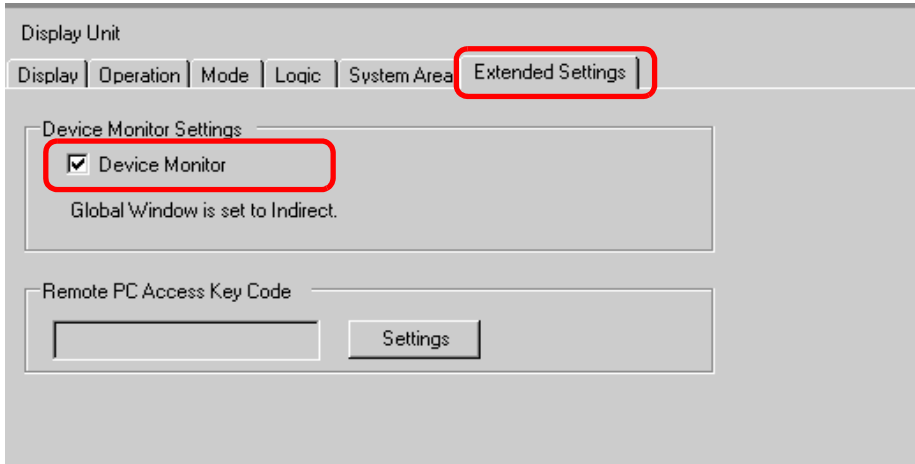 Display Unit
Display Operation Mode Logic System Area Extended Settings
Device Monitor Settings
Device Monitor
Global Window is set to Indirect.
Remote PC Access Key Code
Settings